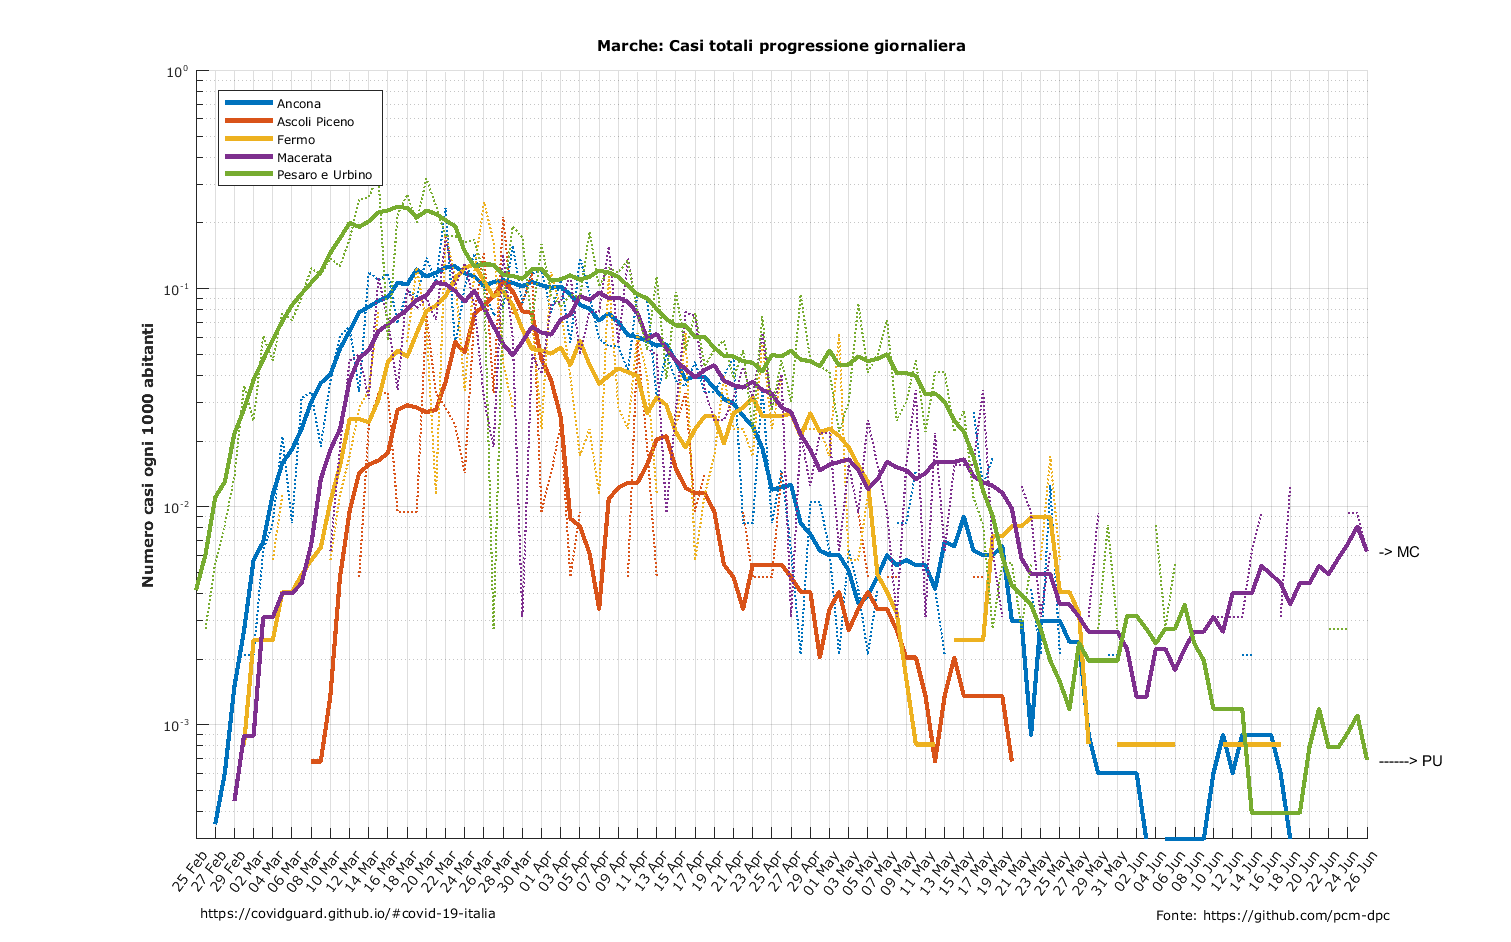 Marche: Casi totali progressione giornaliera
Numero casi ogni 1000 abitanti
10⁰
10⁻¹
10⁻²
10⁻³
Ancona
Ascoli Piceno
Fermo
Macerata
Pesaro e Urbino
-> MC
------> PU
25 Feb
27 Feb
29 Feb
02 Mar
04 Mar
06 Mar
08 Mar
10 Mar
12 Mar
14 Mar
16 Mar
18 Mar
20 Mar
22 Mar
24 Mar
26 Mar
28 Mar
30 Mar
01 Apr
03 Apr
05 Apr
07 Apr
09 Apr
11 Apr
13 Apr
15 Apr
17 Apr
19 Apr
21 Apr
23 Apr
25 Apr
27 Apr
29 Apr
01 May
03 May
05 May
07 May
09 May
11 May
13 May
15 May
17 May
19 May
21 May
23 May
25 May
27 May
29 May
31 May
02 Jun
04 Jun
06 Jun
08 Jun
10 Jun
12 Jun
14 Jun
16 Jun
18 Jun
20 Jun
22 Jun
24 Jun
26 Jun
https://covidguard.github.io/#covid-19-italia
Fonte: https://github.com/pcm-dpc